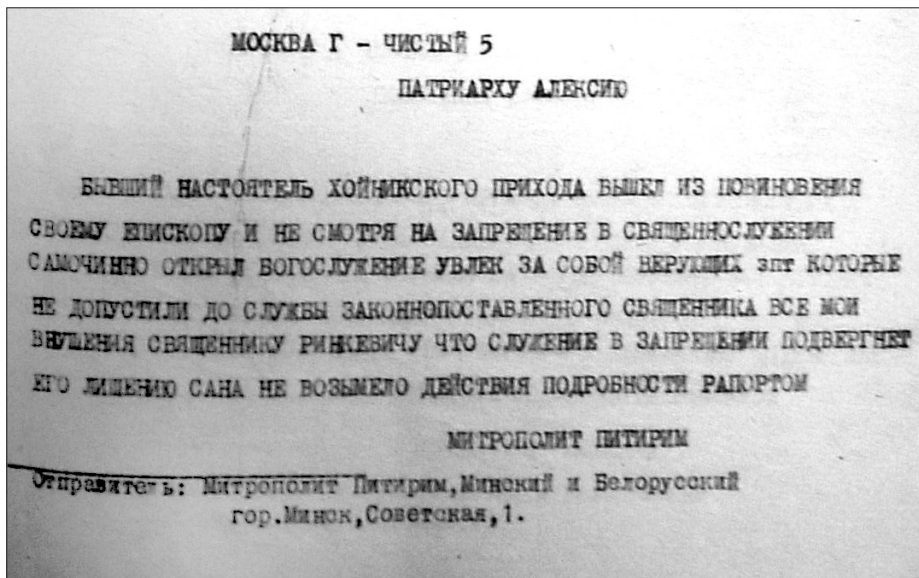 МОСКВА Г - ЧИСТЫЙ 5
ПАТРИАРХУ АЛЕКСИЮ
БЫВШИЙ НАСТОЯТЕЛЬ ХОЙНИКСКОГО ПРИХОДА ВЫШЕЛ ИЗ ПОВИНОВЕНИЯ
СВОЕМУ ЕПИСКОПУ И НЕ СМОТРЯ НА ЗАПРЕЩЕНИЕ В СВЯЩЕННОСЛУЖЕНИИ
САМОЧИННО ОТКРЫЛ БОГОСЛУЖЕНИЕ УВЛЕК ЗА СОБОЙ ВЕРУЮЩИХ зпт КОТОРЫЕ
НЕ ДОПУСТИЛИ ДО СЛУЖБЫ ЗАКОННОПОСТАВЛЕННОГО СВЯЩЕННИКА ВСЕ МОИ
ВНУШЕНИЯ СВЯЩЕННИКУ РИНКЕВИЧУ ЧТО СЛУЖЕНИЕ В ЗАПРЕЩЕНИИ ПОДВЕРГНЕТ
ЕГО ЛИШЕНИЮ САНА НЕ ВОЗЫМЕЛО ДЕЙСТВИЯ ПОДРОБНОСТИ РАПОРТОМ
МИТРОПОЛИТ ПИТИРИМ
Отправитель: Митрополит Питирим,Минский и Белорусский
гор.Минск,Советская,1.